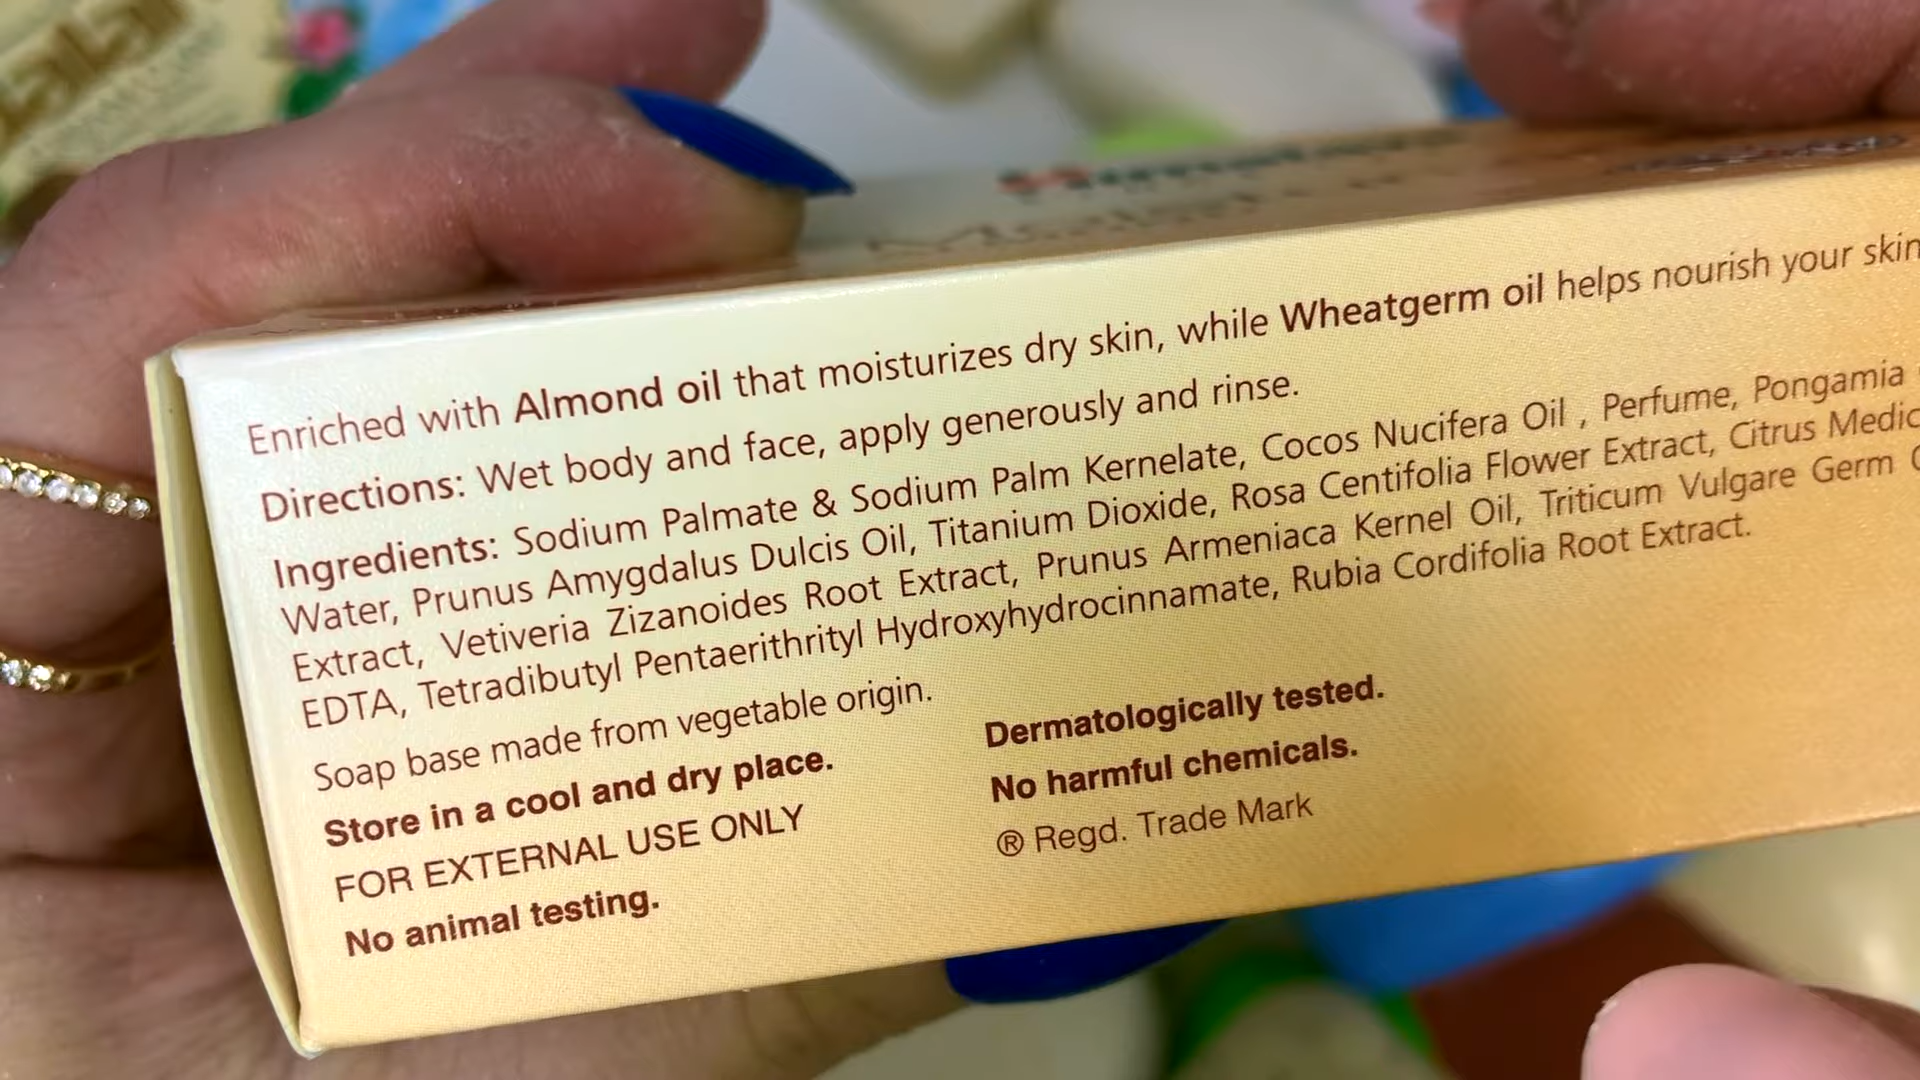 Enriched with Almond oil that moisturizes dry skin, while Wheatgerm oil helps nourish your skin
Directions: Wet body and face, apply generously and rinse.
Ingredients: Sodium Palmate & Sodium Palm Kernelate, Cocos Nucifera Oil , Perfume, Pongamia
Water, Prunus Amygdalus Dulcis Oil, Titanium Dioxide, Rosa Centifolia Flower Extract, Citrus
Extract, Vetiveria Zizanoides Root Extract, Prunus Armeniaca Kernel Oil, Triticum Vulgare Germ
EDTA, Tetradibutyl Pentaerithrityl Hydroxyhydrocinnamate, Rubia Cordifolia Root Extract.
Soap base made from vegetable origin.
Store in a cool and dry place.
FOR EXTERNAL USE ONLY
No animal testing.
Dermatologically tested.
No harmful chemicals.
® Regd. Trade Mark